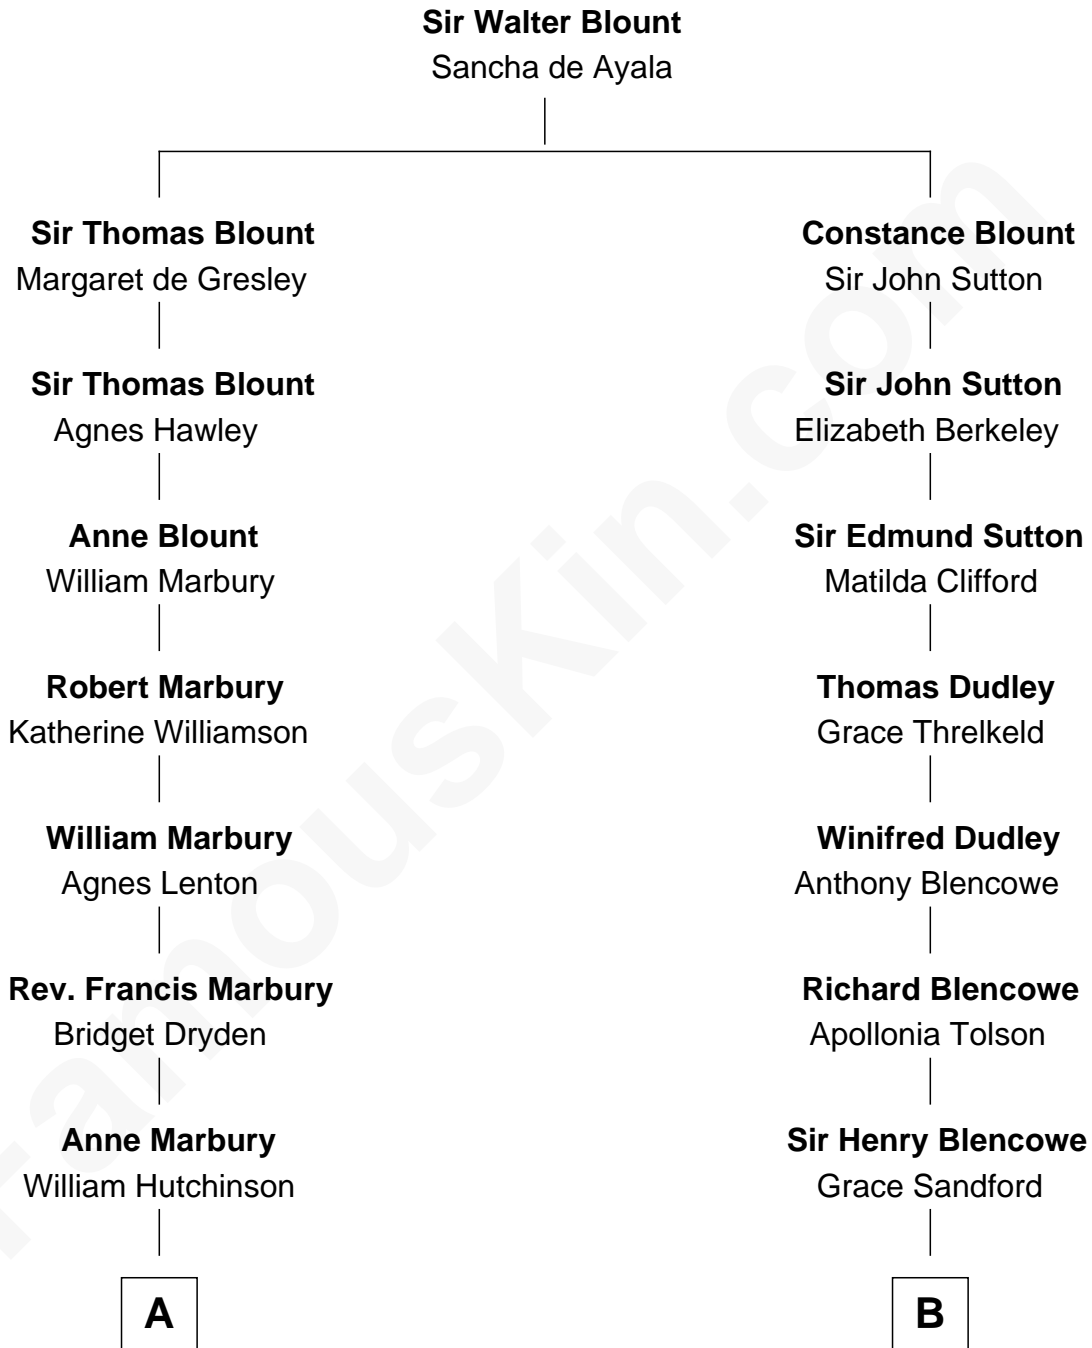 Sir Walter Blount
Sancha de Ayala
Sir Thomas Blount
Margaret de Gresley
Sir Thomas Blount
Agnes Hawley
Anne Blount
William Marbury
Robert Marbury
Katherine Williamson
William Marbury
Agnes Lenton
Rev. Francis Marbury
Bridget Dryden
Anne Marbury
William Hutchinson
A
Constance Blount
Sir John Sutton
Sir John Sutton
Elizabeth Berkeley
Sir Edmund Sutton
Matilda Clifford
Thomas Dudley
Grace Threlkeld
Winifred Dudley
Anthony Blencowe
Richard Blencowe
Apollonia Tolson
Sir Henry Blencowe
Grace Sandford
B
FamousKin.com